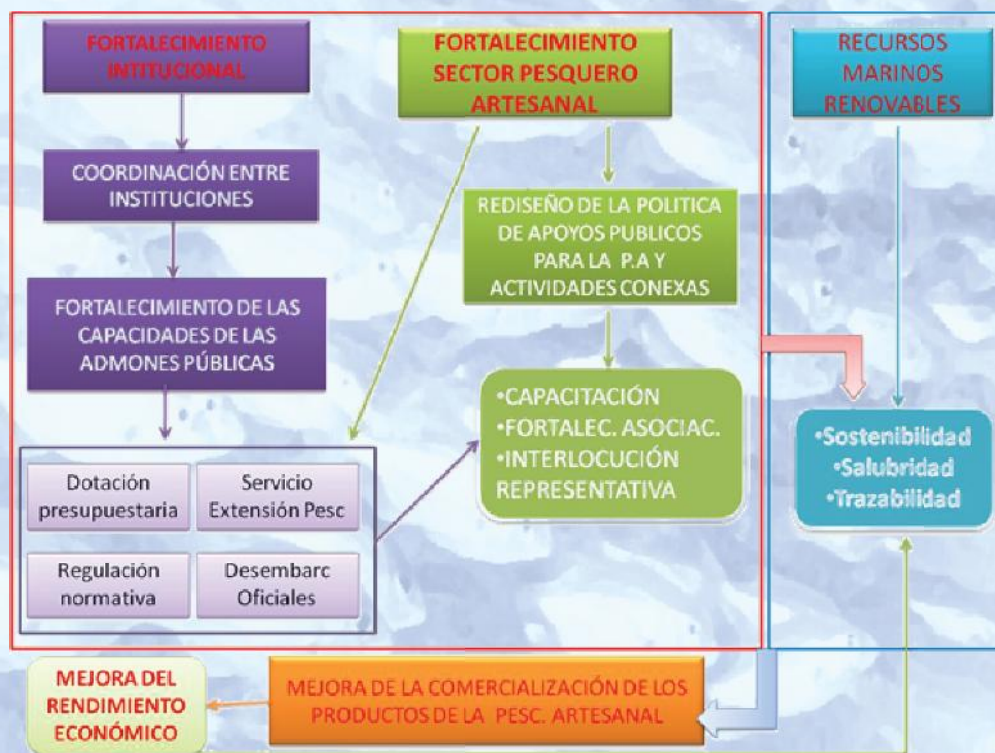 FORTALECIMIENTO
INTITUCIONAL
COORDINACIÓN ENTRE
INSTITUCIONES
FORTALECIMIENTO DE LAS
CAPACIDADES DE LAS
ADMONES PÚBLICAS
Dotación
presupuestaria
Servicio
Extensión Pesc
Regulación
normativa
Desembarc
Oficiales
FORTALECIMIENTO
SECTOR PESQUERO
ARTESANAL
REDISEÑO DE LA POLITICA
DE APOYOS PUBLICOS
PARA LA P.A Y
ACTIVIDADES CONEXAS
•CAPACITACIÓN
•FORTALEC. ASOCIAC.
•INTERLOCUCIÓN
REPRESENTATIVA
RECURSOS
MARINOS
RENOVABLES
•Sostenibilidad
•Salubridad
•Trazabilidad
MEJORA DE LA COMERCIALIZACIÓN DE LOS
PRODUCTOS DE LA PESC. ARTESANAL
MEJORA DEL
RENDIMIENTO
ECONÓMICO